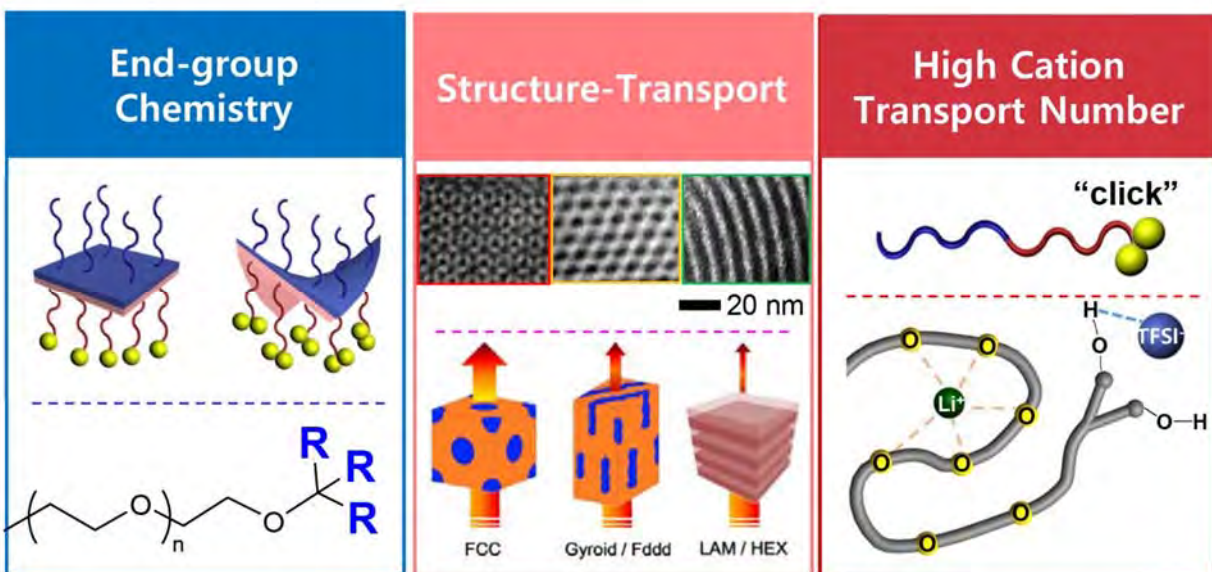 End-group
Chemistry
R
R
O
O
R
n
Structure-Transport
20 nm
FCC
Gyroid / Fddd
LAM / HEX
High Cation
Transport Number
“click”
H
TFSI⁻
O
O
O
Li⁺
O
O
O
O–H
O
O